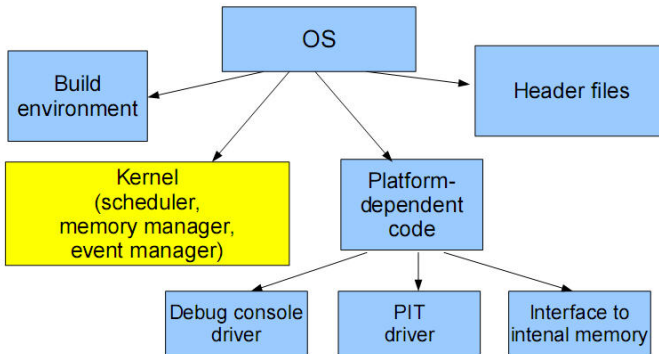 OS
Build
environment
Header files
Kernel
(scheduler,
memory manager,
event manager)
Platform-
dependent
code
Debug console
driver
PIT
driver
Interface to
intenal memory